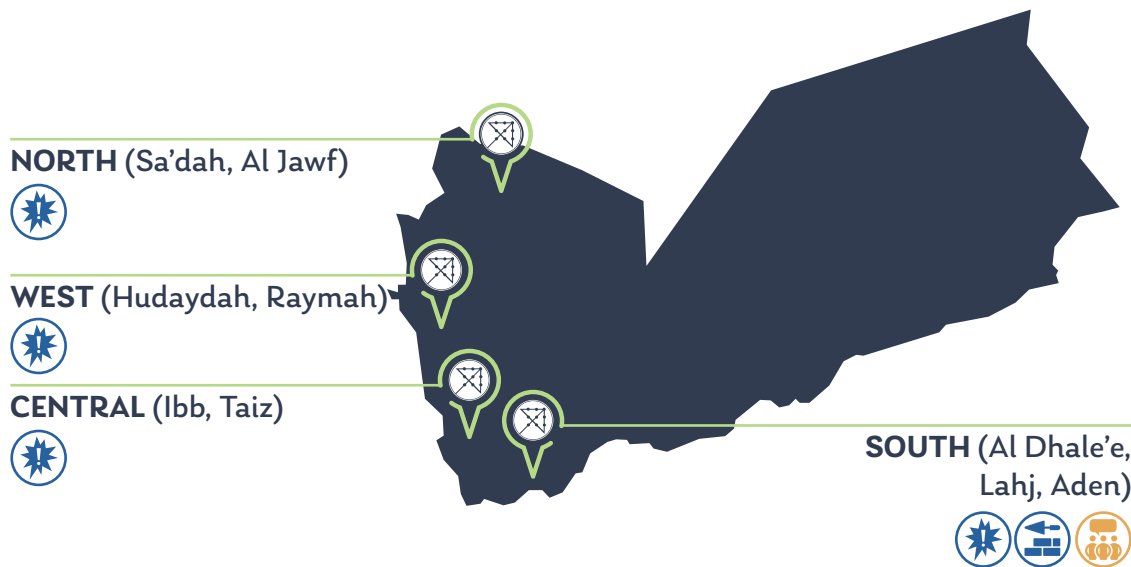 NORTH (Sa’dah, Al Jawf)
WEST (Hudaydah, Raymah)
CENTRAL (Ibb, Taiz)
SOUTH (Al Dhale’e,
Lahj, Aden)